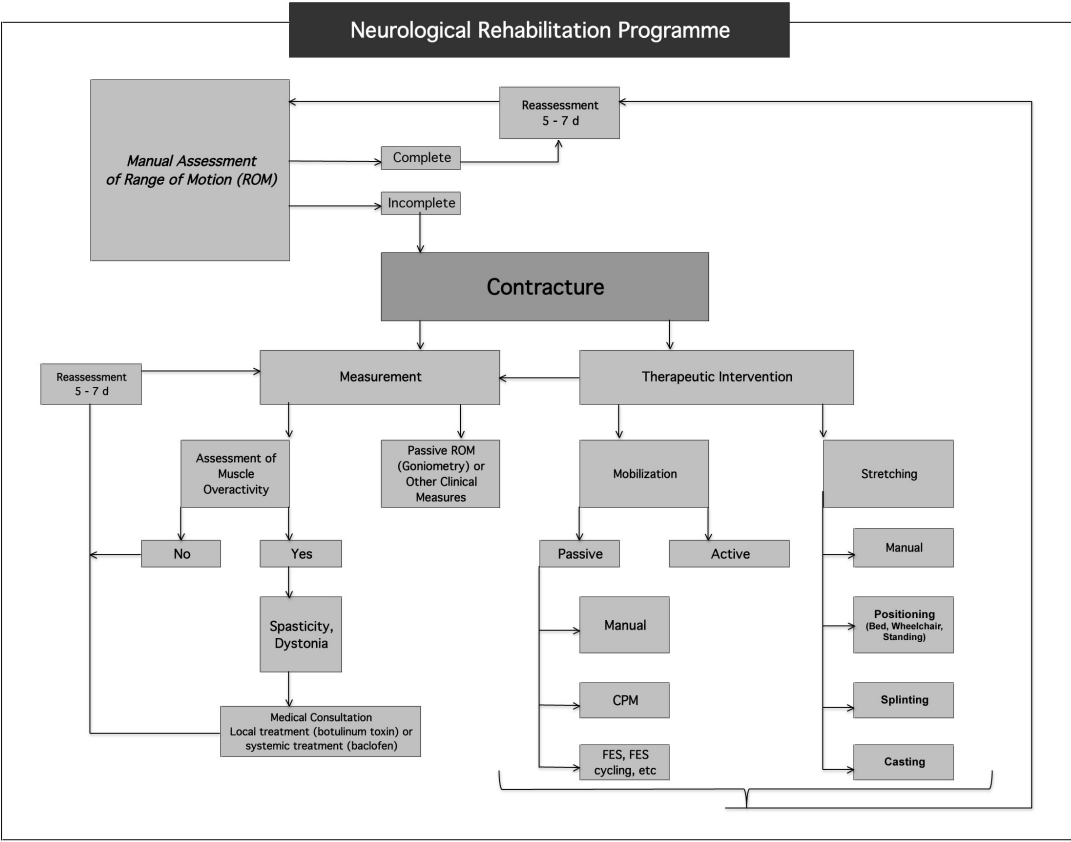 Neurological Rehabilitation Programme
Reassessment
5 - 7 d
Manual Assessment
of Range of Motion (ROM)
Complete
Incomplete
Contracture
Reassessment
5 - 7 d
Measurement
Therapeutic Intervention
Assessment of
Muscle
Overactivity
Passive ROM
(Goniometry) or
Other Clinical
Measures
Mobilization
Stretching
No
Yes
Passive
Active
Manual
Spasticity,
Dystonia
Manual
Positioning
(Bed, Wheelchair,
Standing)
CPM
Splinting
Medical Consultation
Local treatment (botulinum toxin) or
systemic treatment (baclofen)
FES, FES
cycling, etc
Casting